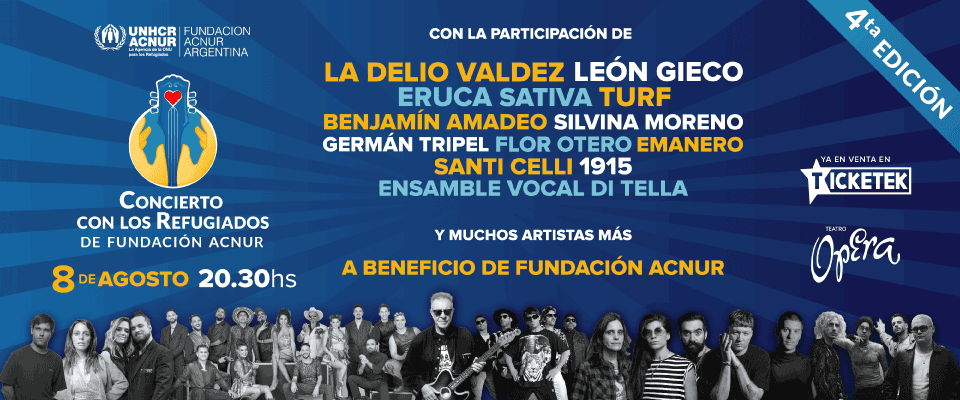 UNHCR
ACNUR
La Agencia de la ONU
para los Refugiados
FUNDACION
ACNUR
ARGENTINA
CONCIERTO
CON LOS REFUGIADOS
DE FUNDACIÓN ACNUR
8 DE AGOSTO 20.30hs
CON LA PARTICIPACIÓN DE
LA DELIO VALDEZ LEÓN GIECO
ERUCA SATIVA TURF
BENJAMÍN AMADEO SILVINA MORENO
GERMÁN TRIPEL FLOR OTERO EMANERO
SANTI CELLI 1915
ENSAMBLE VOCAL DI TELLA
Y MUCHOS ARTISTAS MÁS
A BENEFICIO DE FUNDACIÓN ACNUR
4ta EDICIÓN
YA EN VENTA EN
TICKETEK
TEATRO
Opera